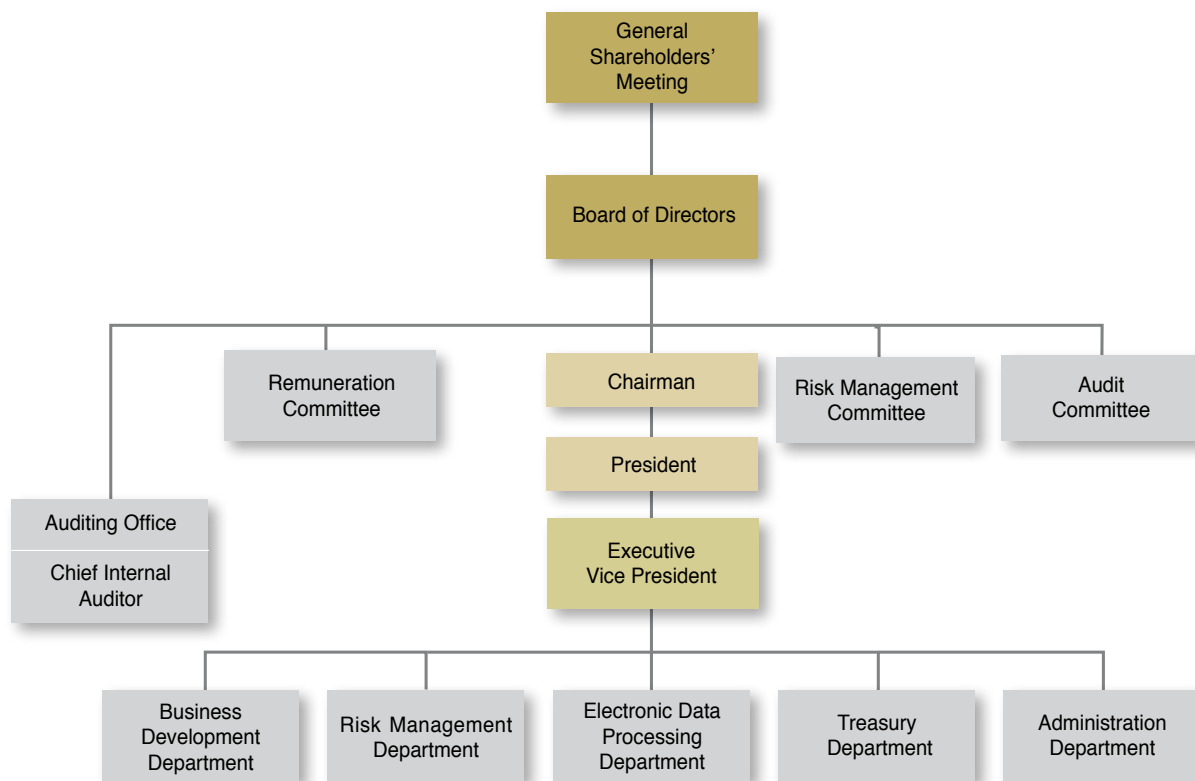 General
Shareholders’
Meeting
Board of Directors
Remuneration
Committee
Chairman
Risk Management
Committee
Audit
Committee
President
Auditing Office
Chief Internal
Auditor
Executive
Vice President
Business
Development
Department
Risk Management
Department
Electronic Data
Processing
Department
Treasury
Department
Administration
Department